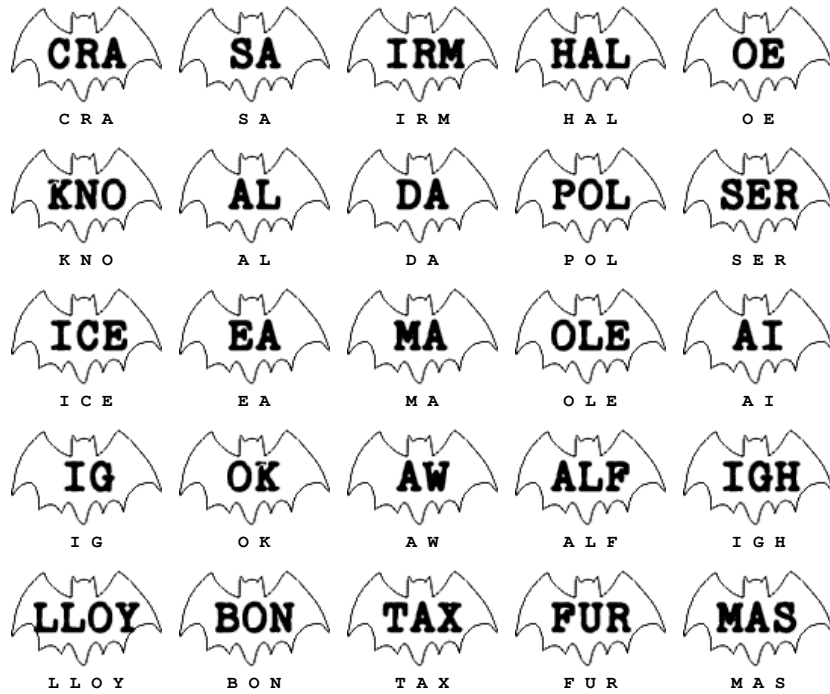 CRA SA IRM HAL OE
C R A S A I R M H A L O E
KNO AL DA POL SER
K N O A L D A P O L S E R
ICE EA MA OLE AI
I C E E A M A O L E A I
IG OK AW ALF IGH
I G O K A W A L F I G H
LLOY BON TAX FUR MAS
L L O Y B O N T A X F U R M A S